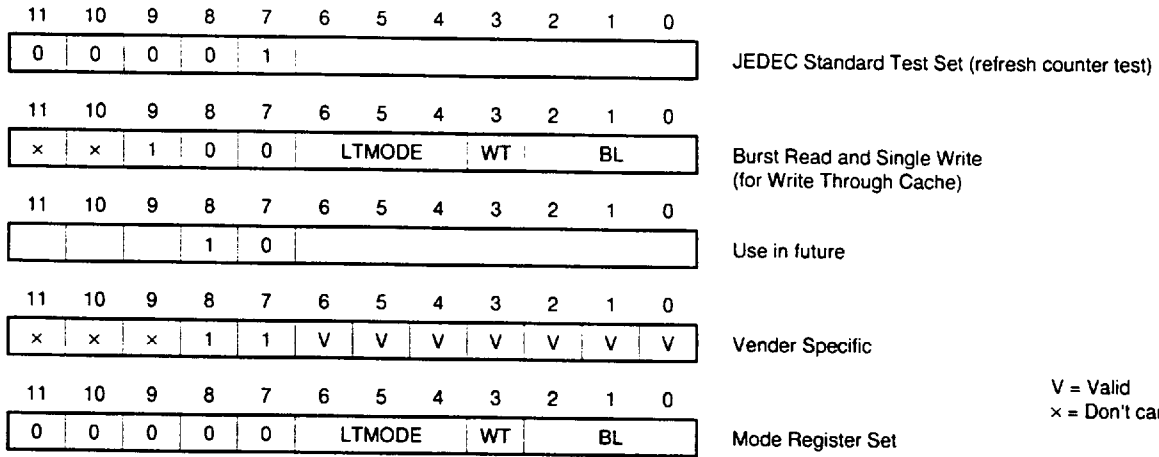 11 10 9 8 7 6 5 4 3 2 1 0
0 0 0 0 1 JEDEC Standard Test Set (refresh counter test)
11 10 9 8 7 6 5 4 3 2 1 0
× × 1 0 0 LTMODE WT BL Burst Read and Single Write
(for Write Through Cache)
11 10 9 8 7 6 5 4 3 2 1 0
1 0 Use in future
11 10 9 8 7 6 5 4 3 2 1 0
× × × 1 1 V V V V V V V Vender Specific
V = Valid
11 10 9 8 7 6 5 4 3 2 1 0
× = Don't car
0 0 0 0 0 LTMODE WT BL Mode Register Set